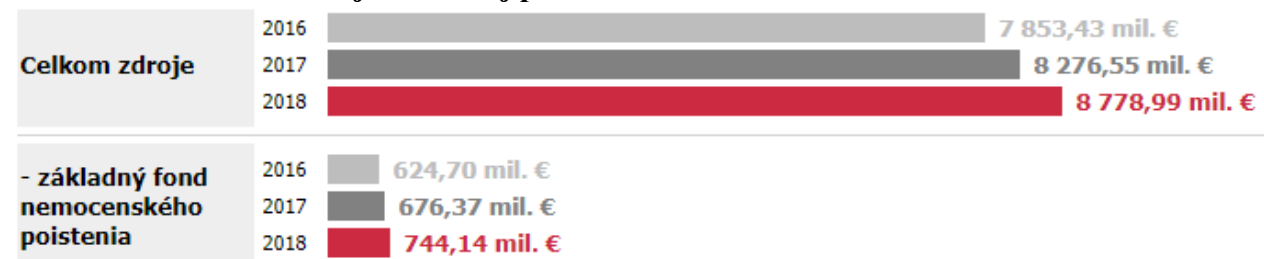 Celkom zdroje
2016 7 853,43 mil. €
2017 8 276,55 mil. €
2018 8 778,99 mil. €
- základný fond
nemocenského
poistenia
2016 624,70 mil. €
2017 676,37 mil. €
2018 744,14 mil. €